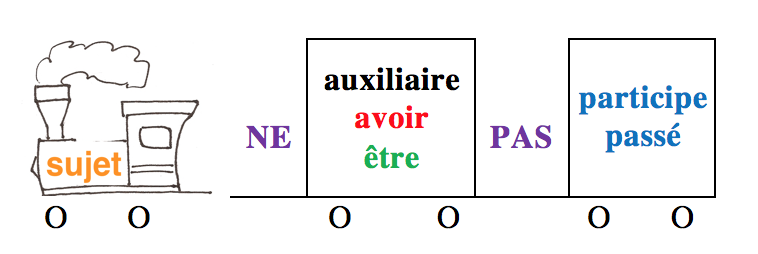 sujet
NE
auxiliaire
avoir
être
PAS
participe
passé
O O O O O O